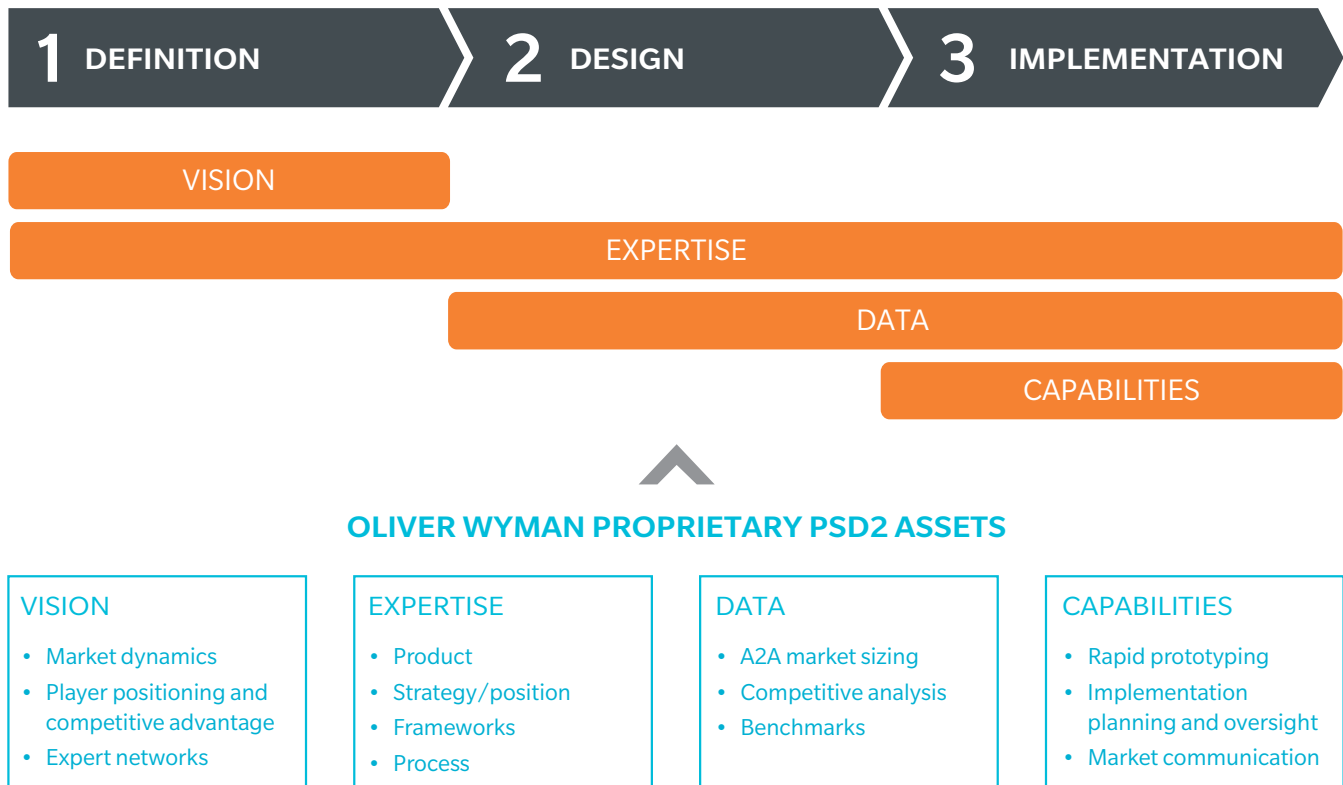 1 DEFINITION
2 DESIGN
3 IMPLEMENTATION
VISION
EXPERTISE
DATA
CAPABILITIES
OLIVER WYMAN PROPRIETARY PSD2 ASSETS
VISION
• Market dynamics
• Player positioning and
competitive advantage
• Expert networks
EXPERTISE
• Product
• Strategy/position
• Frameworks
• Process
DATA
• A2A market sizing
• Competitive analysis
• Benchmarks
CAPABILITIES
• Rapid prototyping
• Implementation
planning and oversight
• Market communication